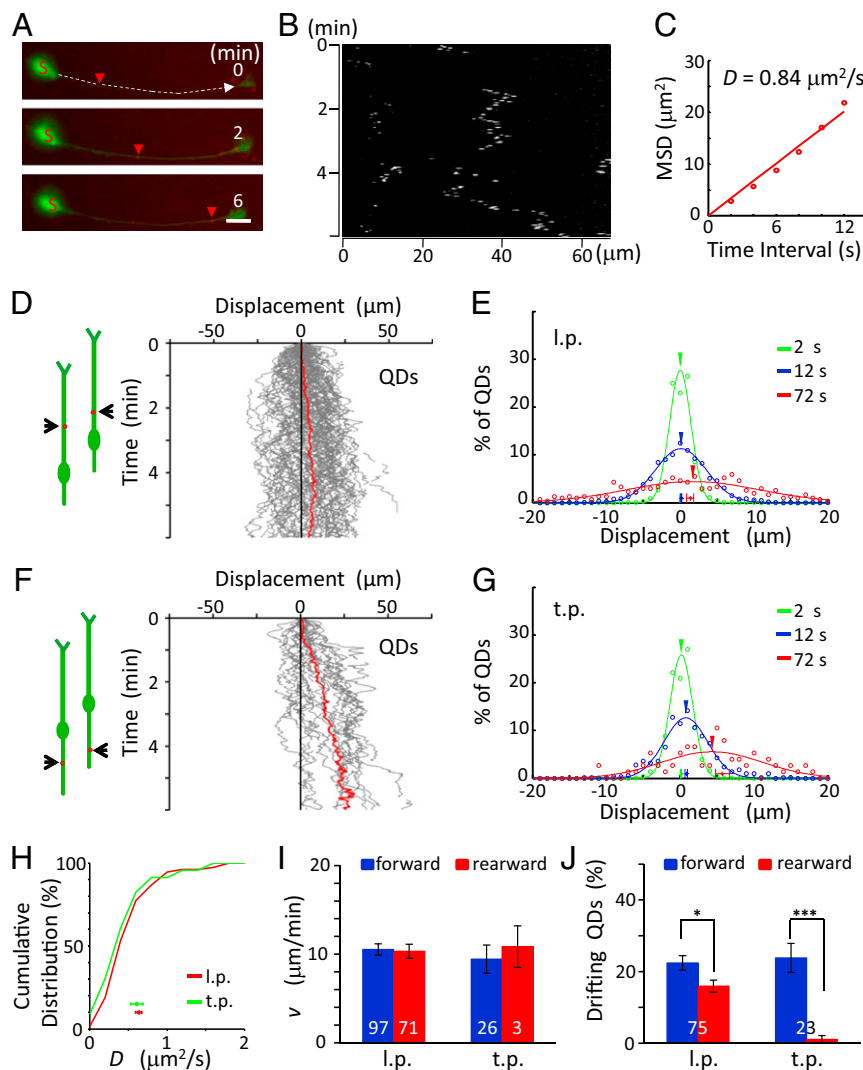 A
(min)
S
0
S
2
S
6
B
(min)
0
2
4
0
20
40
60
(μm)
C
D = 0.84 μm²/s
MSD (μm²)
30
20
10
0
0
6
12
Time Interval (s)
D
Displacement (μm)
-50
0
50
Time (min)
0
2
4
QDs
E
l.p.
2 s
12 s
72 s
% of QDs
30
20
10
0
-20
-10
0
10
20
Displacement (μm)
F
Displacement (μm)
-50
0
50
Time (min)
0
2
4
QDs
G
t.p.
2 s
12 s
72 s
% of QDs
30
20
10
0
-20
-10
0
10
20
Displacement (μm)
H
Cumulative
Distribution (%)
100
50
0
l.p.
t.p.
0
1
2
D (μm²/s)
I
forward
rearward
v (μm/min)
20
10
0
97
71
26
3
l.p.
t.p.
J
forward
rearward
Drifting QDs (%)
60
40
20
0
*
***
75
23
l.p.
t.p.